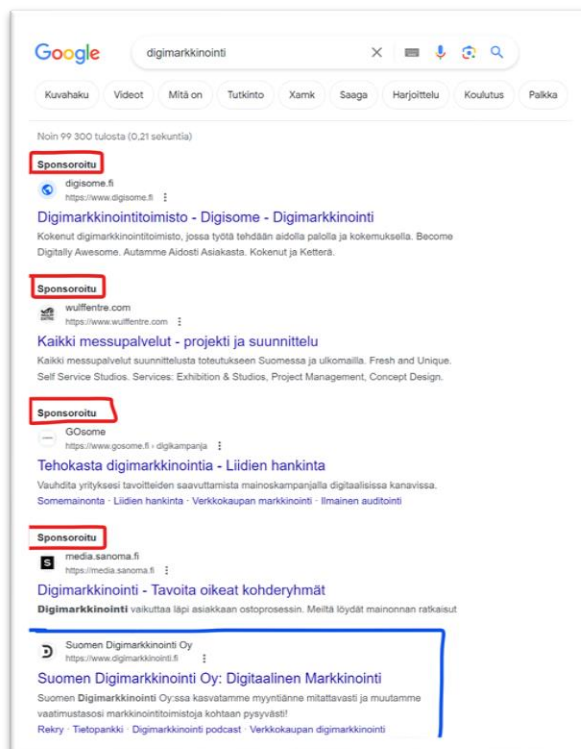 Google
digimarkkinointi
Kuvahaku Videot Mitä on Tutkinto Xamk Saaga Harjoittelu Koulutus Palkka
Noin 99 300 tulosta (0,21 sekuntia)
Sponsoroitu
digisome.fi
https://www.digisome.fi
Digimarkkinointitoimisto - Digisome - Digimarkkinointi
Kokenut digimarkkinointitoimisto, jossa työtä tehdään aidolla palolla ja kokemuksella. Become
Digitally Awesome. Autamme Aidosti Asiakasta. Kokenut ja Ketterä.
Sponsoroitu
wulffentre.com
https://www.wulffentre.com
Kaikki messupalvelut - projekti ja suunnittelu
Kaikki messupalvelut suunnittelusta toteutukseen Suomessa ja ulkomailla. Fresh and Unique.
Self Service Studios. Services: Exhibition & Studios, Project Management, Concept Design.
Sponsoroitu
GOsome
https://www.gosome.fi › digikampanja
Tehokasta digimarkkinointia - Liidien hankinta
Vauhdita yrityksesi tavoitteiden saavuttamista mainoskampanjalla digitaalisissa kanavissa.
Somemainonta · Liidien hankinta · Verkkokaupan markkinointi · Ilmainen auditointi
Sponsoroitu
media.sanoma.fi
https://media.sanoma.fi
Digimarkkinointi - Tavoita oikeat kohderyhmät
Digimarkkinointi vaikuttaa läpi asiakkaan ostoprosessin. Meiltä löydät mainonnan ratkaisut
Suomen Digimarkkinointi Oy
https://www.digimarkkinointi.fi
Suomen Digimarkkinointi Oy: Digitaalinen Markkinointi
Suomen Digimarkkinointi Oy:ssa kasvatamme myyntiänne mitattavasti ja muutamme
vaatimustasosi markkinointitoimistoja kohtaan pysyvästi!
Rekry · Tietopankki · Digimarkkinointi podcast · Verkkokaupan digimarkkinointi